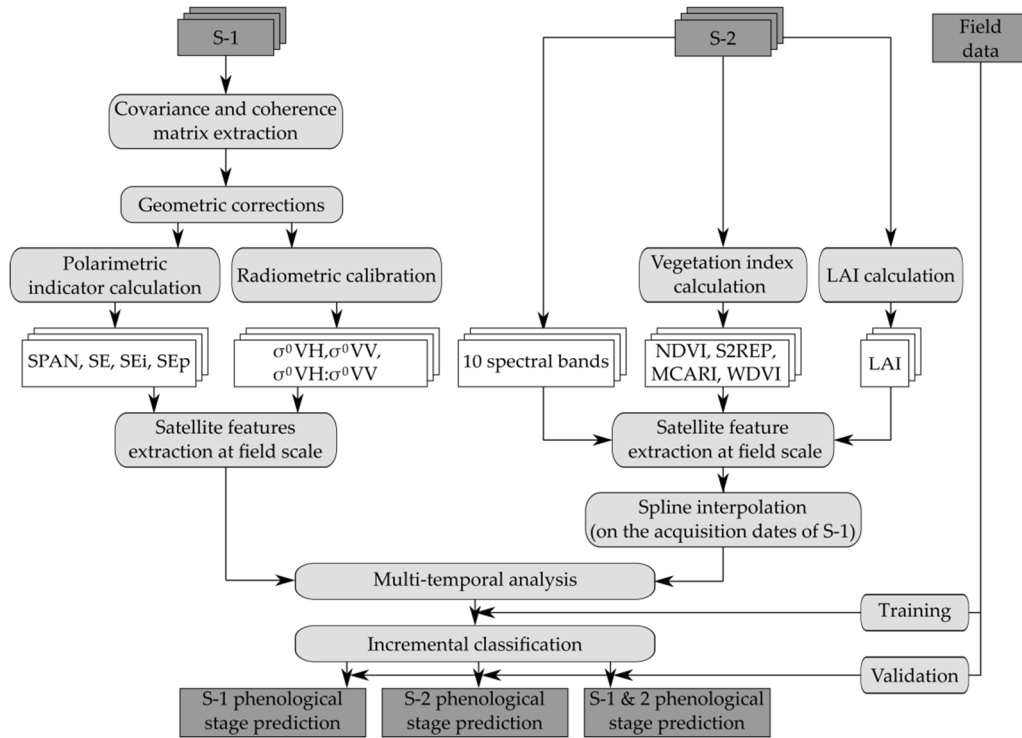 S-1
S-2
Field
data
Covariance and coherence
matrix extraction
Geometric corrections
Polarimetric
indicator calculation
Radiometric calibration
Vegetation index
calculation
LAI calculation
SPAN, SE, SEi, SEp
σ⁰VH,σ⁰VV,
σ⁰VH:σ⁰VV
10 spectral bands
NDVI, S2REP,
MCARI, WDVI
LAI
Satellite features
extraction at field scale
Satellite feature
extraction at field scale
Spline interpolation
(on the acquisition dates of S-1)
Multi-temporal analysis
Training
Incremental classification
Validation
S-1 phenological
stage prediction
S-2 phenological
stage prediction
S-1 & 2 phenological
stage prediction